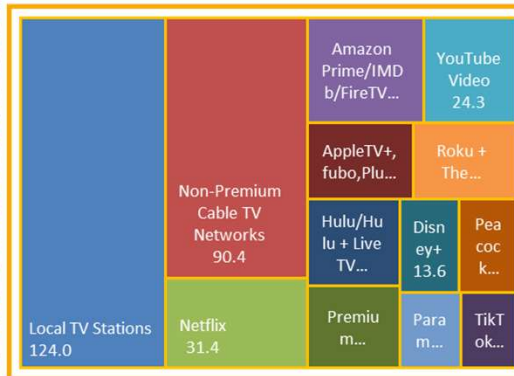 Local TV Stations
124.0
Non-Premium
Cable TV
Networks
90.4
Netflix
31.4
Amazon
Prime/IMD
b/FireTV...
YouTube
Video
24.3
AppleTV+,
fubo,Plu...
Roku +
The...
Hulu/Hu
lu + Live
TV...
Disn
ey+
13.6
Pea
coc
k...
Premiu
m...
Para
m...
TikT
ok...